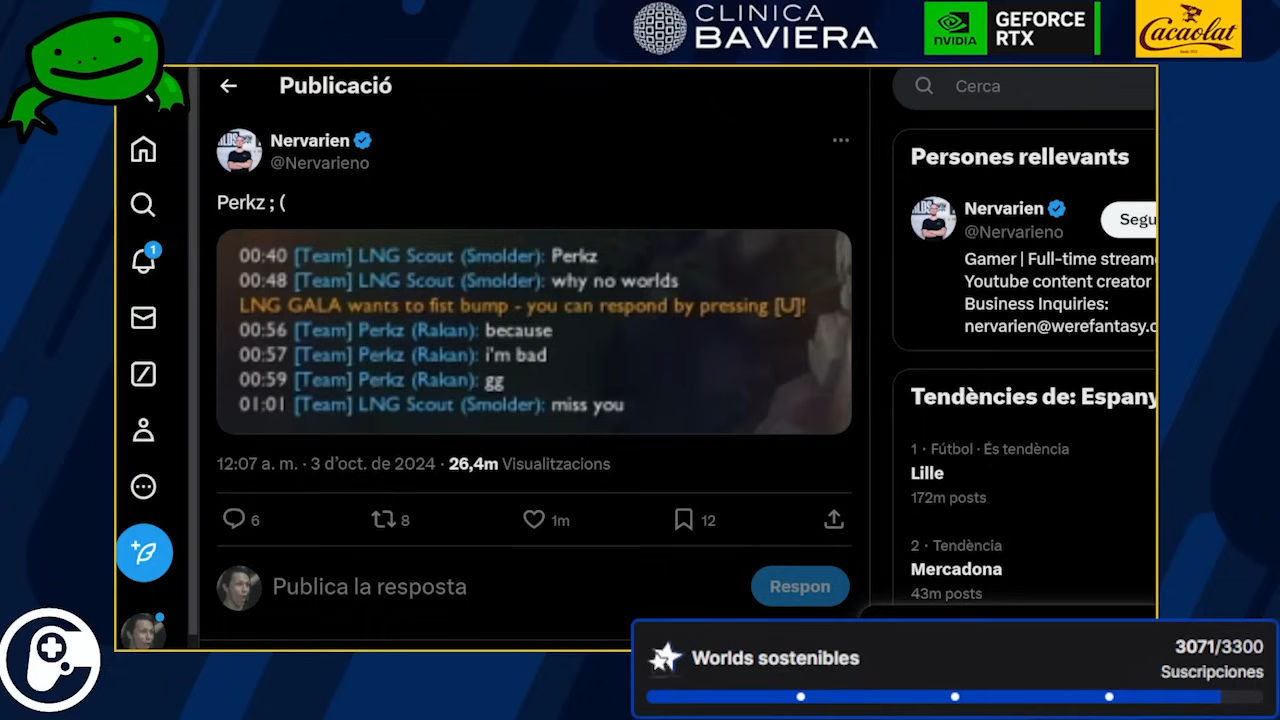 CLINICA
BAVIERA
NVIDIA
GEFORCE
RTX
Cacaolat
Publicació
Cerca
Nervarien
@Nervarieno
Perkz ; (
00:40 [Team] LNG Scout (Smolder): Perkz
00:48 [Team] LNG Scout (Smolder): why no worlds
LNG GALA wants to fist bump - you can respond by pressing [U]!
00:56 [Team] Perkz (Rakan): because
00:57 [Team] Perkz (Rakan): i'm bad
00:59 [Team] Perkz (Rakan): gg
01:01 [Team] LNG Scout (Smolder): miss you
12:07 a. m. · 3 d'oct. de 2024 · 26,4m Visualitzacions
6
8
1m
12
Publica la resposta
Respon
1
Persones rellevants
Nervarien
@Nervarieno
Segu
Gamer | Full-time streame
Youtube content creator
Business Inquiries:
nervarien@werefantasy.c
Tendències de: Espany
1 · Fútbol · És tendència
Lille
172m posts
2 · Tendència
Mercadona
43m posts
Worlds sostenibles
3071/3300
Suscripciones